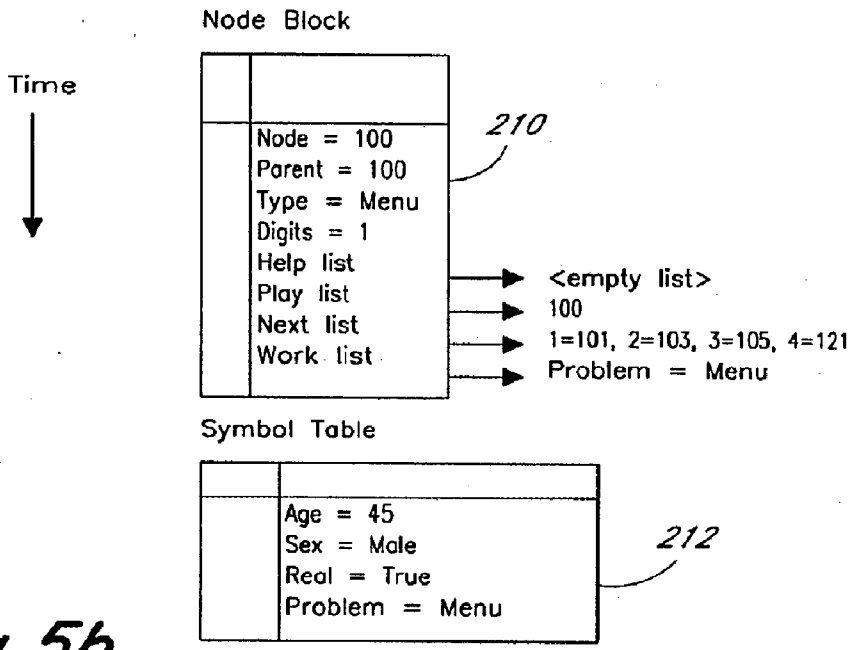 Node Block
Time
Node = 100
210
Parent = 100
Type = Menu
Digits = 1
Help list
<empty list>
Play list
100
Next list
1=101, 2=103, 3=105, 4=121
Work list
Problem = Menu
Symbol Table
Age = 45
Sex = Male
212
Real = True
Problem = Menu
5b